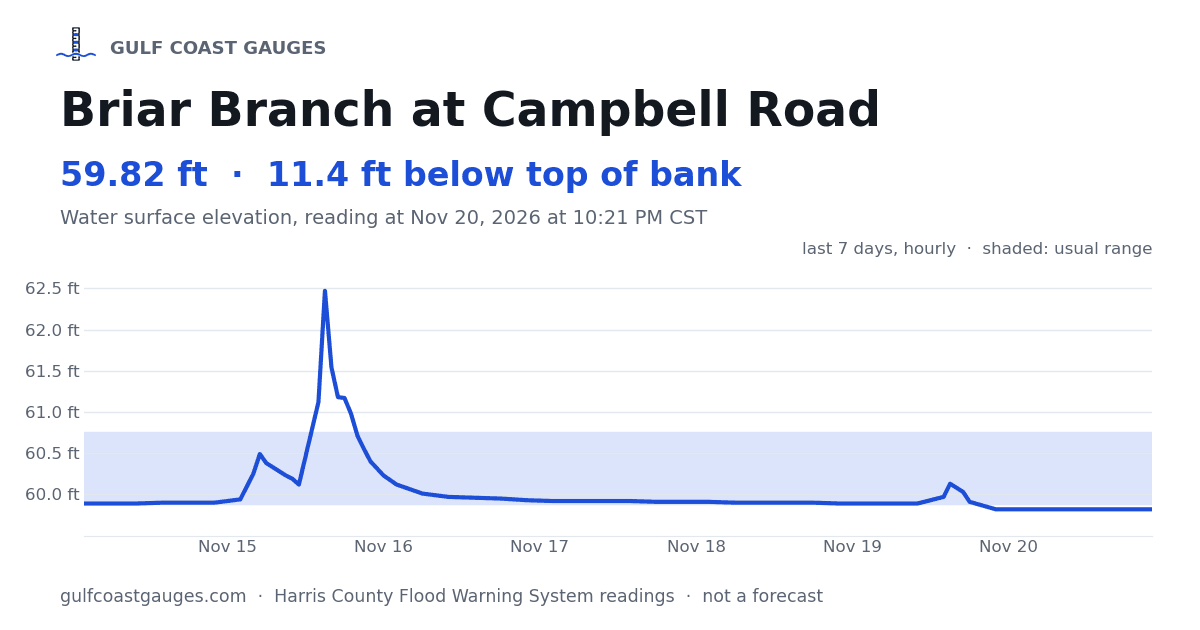 GULF COAST GAUGES
Briar Branch at Campbell Road
59.82 ft · 11.4 ft below top of bank
Water surface elevation, reading at Nov 20, 2026 at 10:21 PM CST
last 7 days, hourly · shaded: usual range
62.5 ft
62.0 ft
61.5 ft
61.0 ft
60.5 ft
60.0 ft
Nov 15 Nov 16 Nov 17 Nov 18 Nov 19 Nov 20
gulfcoastgauges.com · Harris County Flood Warning System readings · not a forecast